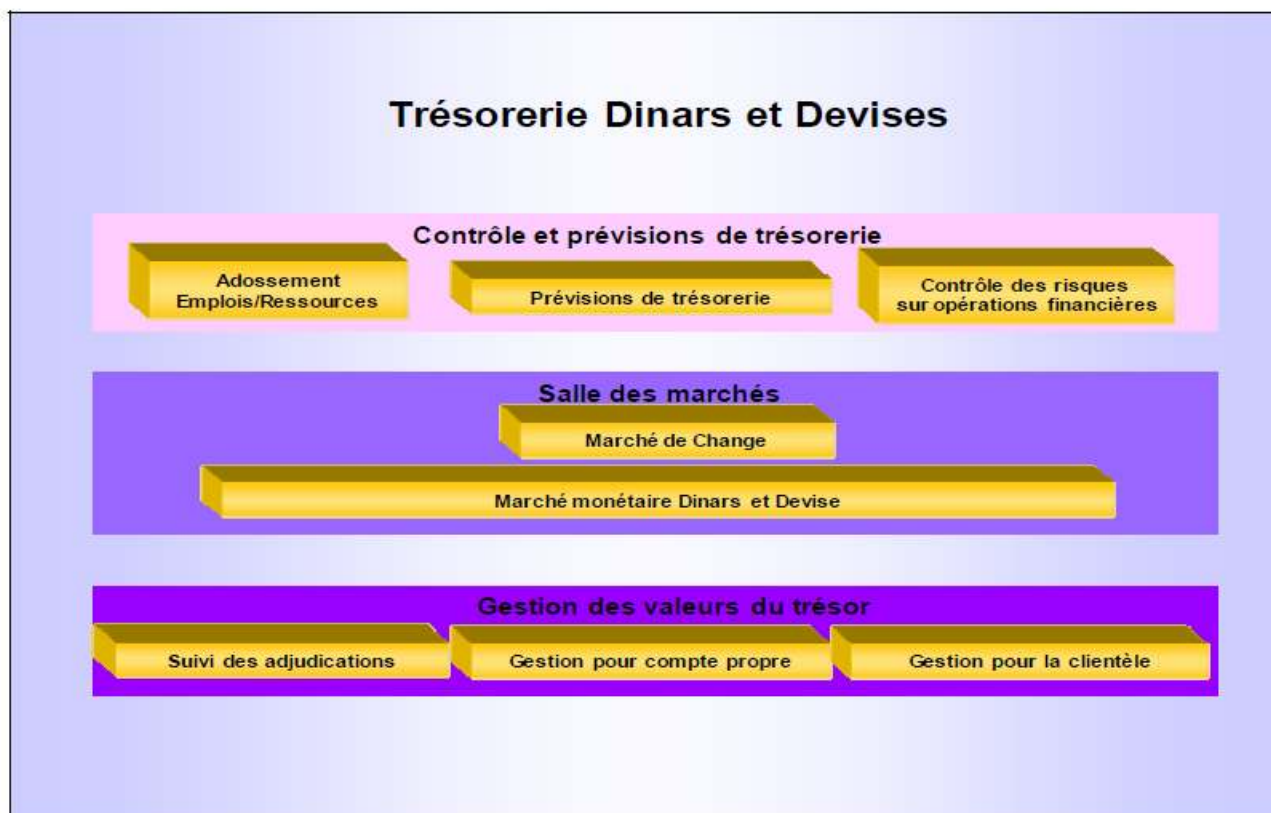 Trésorerie Dinars et Devises
Contrôle et prévisions de trésorerie
Adossement
Emplois/Ressources
Prévisions de trésorerie
Contrôle des risques
sur opérations financières
Salle des marchés
Marché de Change
Marché monétaire Dinars et Devise
Gestion des valeurs du trésor
Suivi des adjudications
Gestion pour compte propre
Gestion pour la clientèle